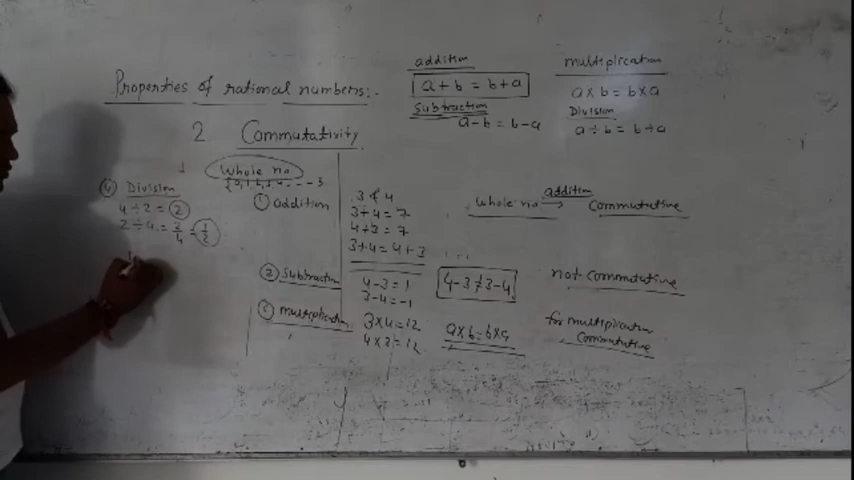 Properties of rational numbers:.
2 Commutativity
addition
a + b = b + a
Subtraction
a - b = b - a
multiplication
a x b = b x a
Division
a ÷ b = b ÷ a
Whole no
① addition
3 & 4
3 + 4 = 7
4 + 3 = 7
3 + 4 = 4 + 3
whole no addition → Commutative
② Subtraction
4 - 3 = 1
3 - 4 = -1
4 - 3 ≠ 3 - 4
not commutative
③ multiplication
3 x 4 = 12
4 x 3 = 12
a x b = b x a
for multiplication
Commutative
④ Division
4 ÷ 2 = 2
2 ÷ 4 = 2/4 = 1/2